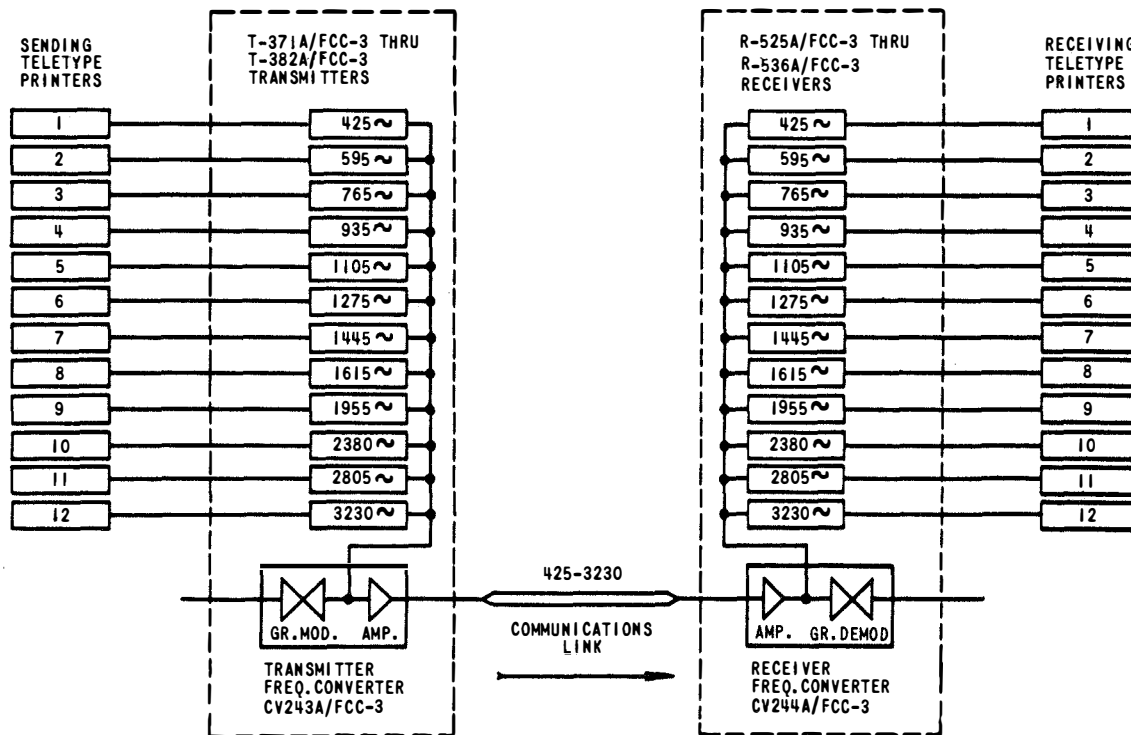 SENDING
TELETYPE
PRINTERS
T-371A/FCC-3 THRU
T-382A/FCC-3
TRANSMITTERS
R-525A/FCC-3 THRU
R-536A/FCC-3
RECEIVERS
RECEIVING
TELETYPE
PRINTERS
1 425~ 425~ 1
2 595~ 595~ 2
3 765~ 765~ 3
4 935~ 935~ 4
5 1105~ 1105~ 5
6 1275~ 1275~ 6
7 1445~ 1445~ 7
8 1615~ 1615~ 8
9 1955~ 1955~ 9
10 2380~ 2380~ 10
11 2805~ 2805~ 11
12 3230~ 3230~ 12
GR.MOD. AMP.
TRANSMITTER
FREQ.CONVERTER
CV243A/FCC-3
425-3230
COMMUNICATIONS
LINK
AMP. GR.DEMOD
RECEIVER
FREQ.CONVERTER
CV244A/FCC-3